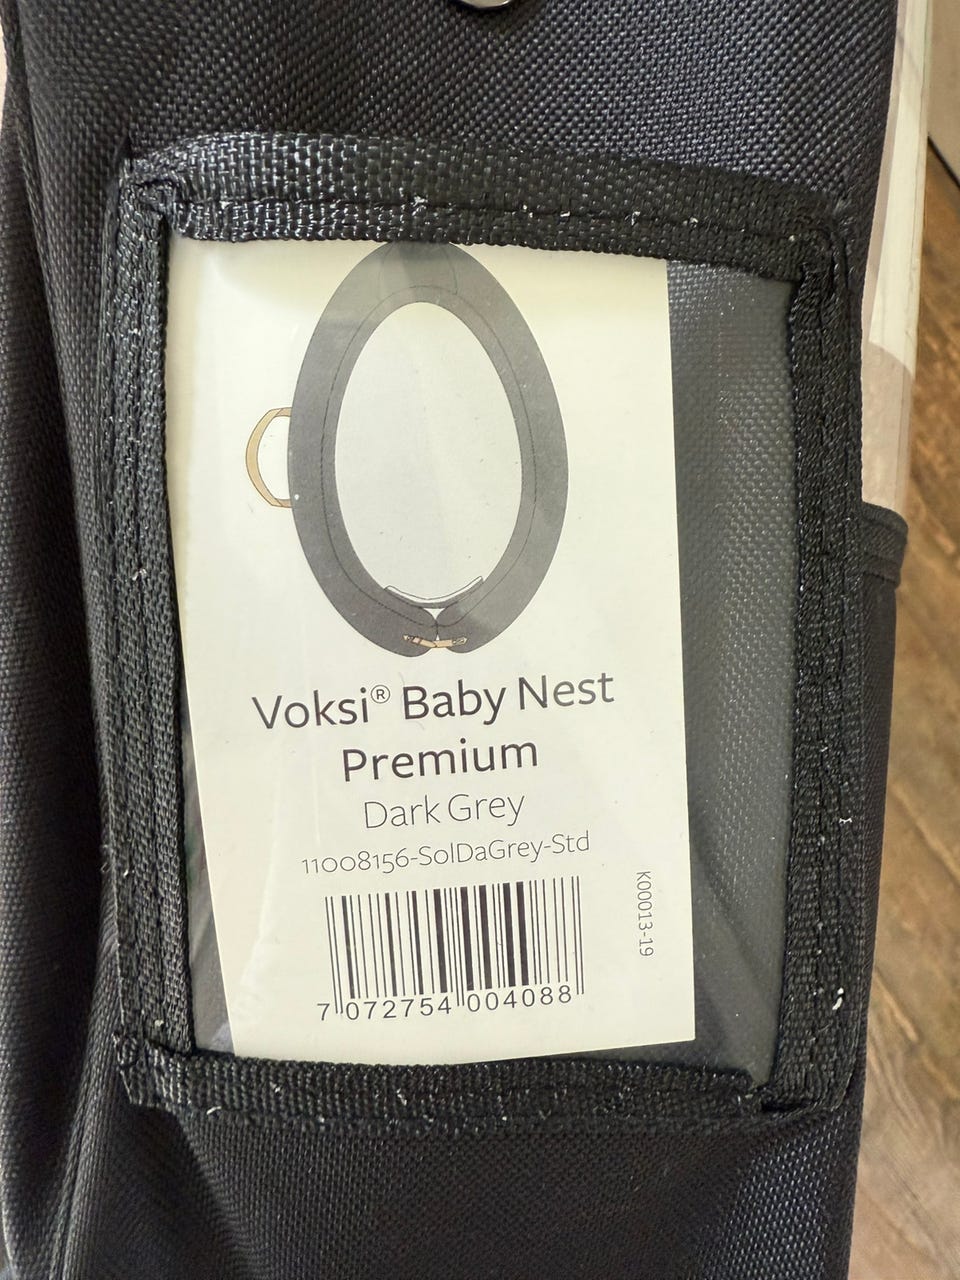 Voksi® Baby Nest
Premium
Dark Grey
11008156-SolDaGrey-Std
K00013-19
7 072754 004088